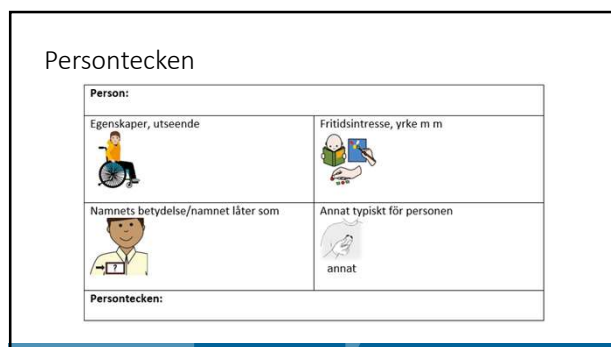 Persontecken
Person:
Egenskaper, utseende
Fritidsintresse, yrke m m
Namnets betydelse/namnet låter som
Annat typiskt för personen
?
annat
Persontecken: